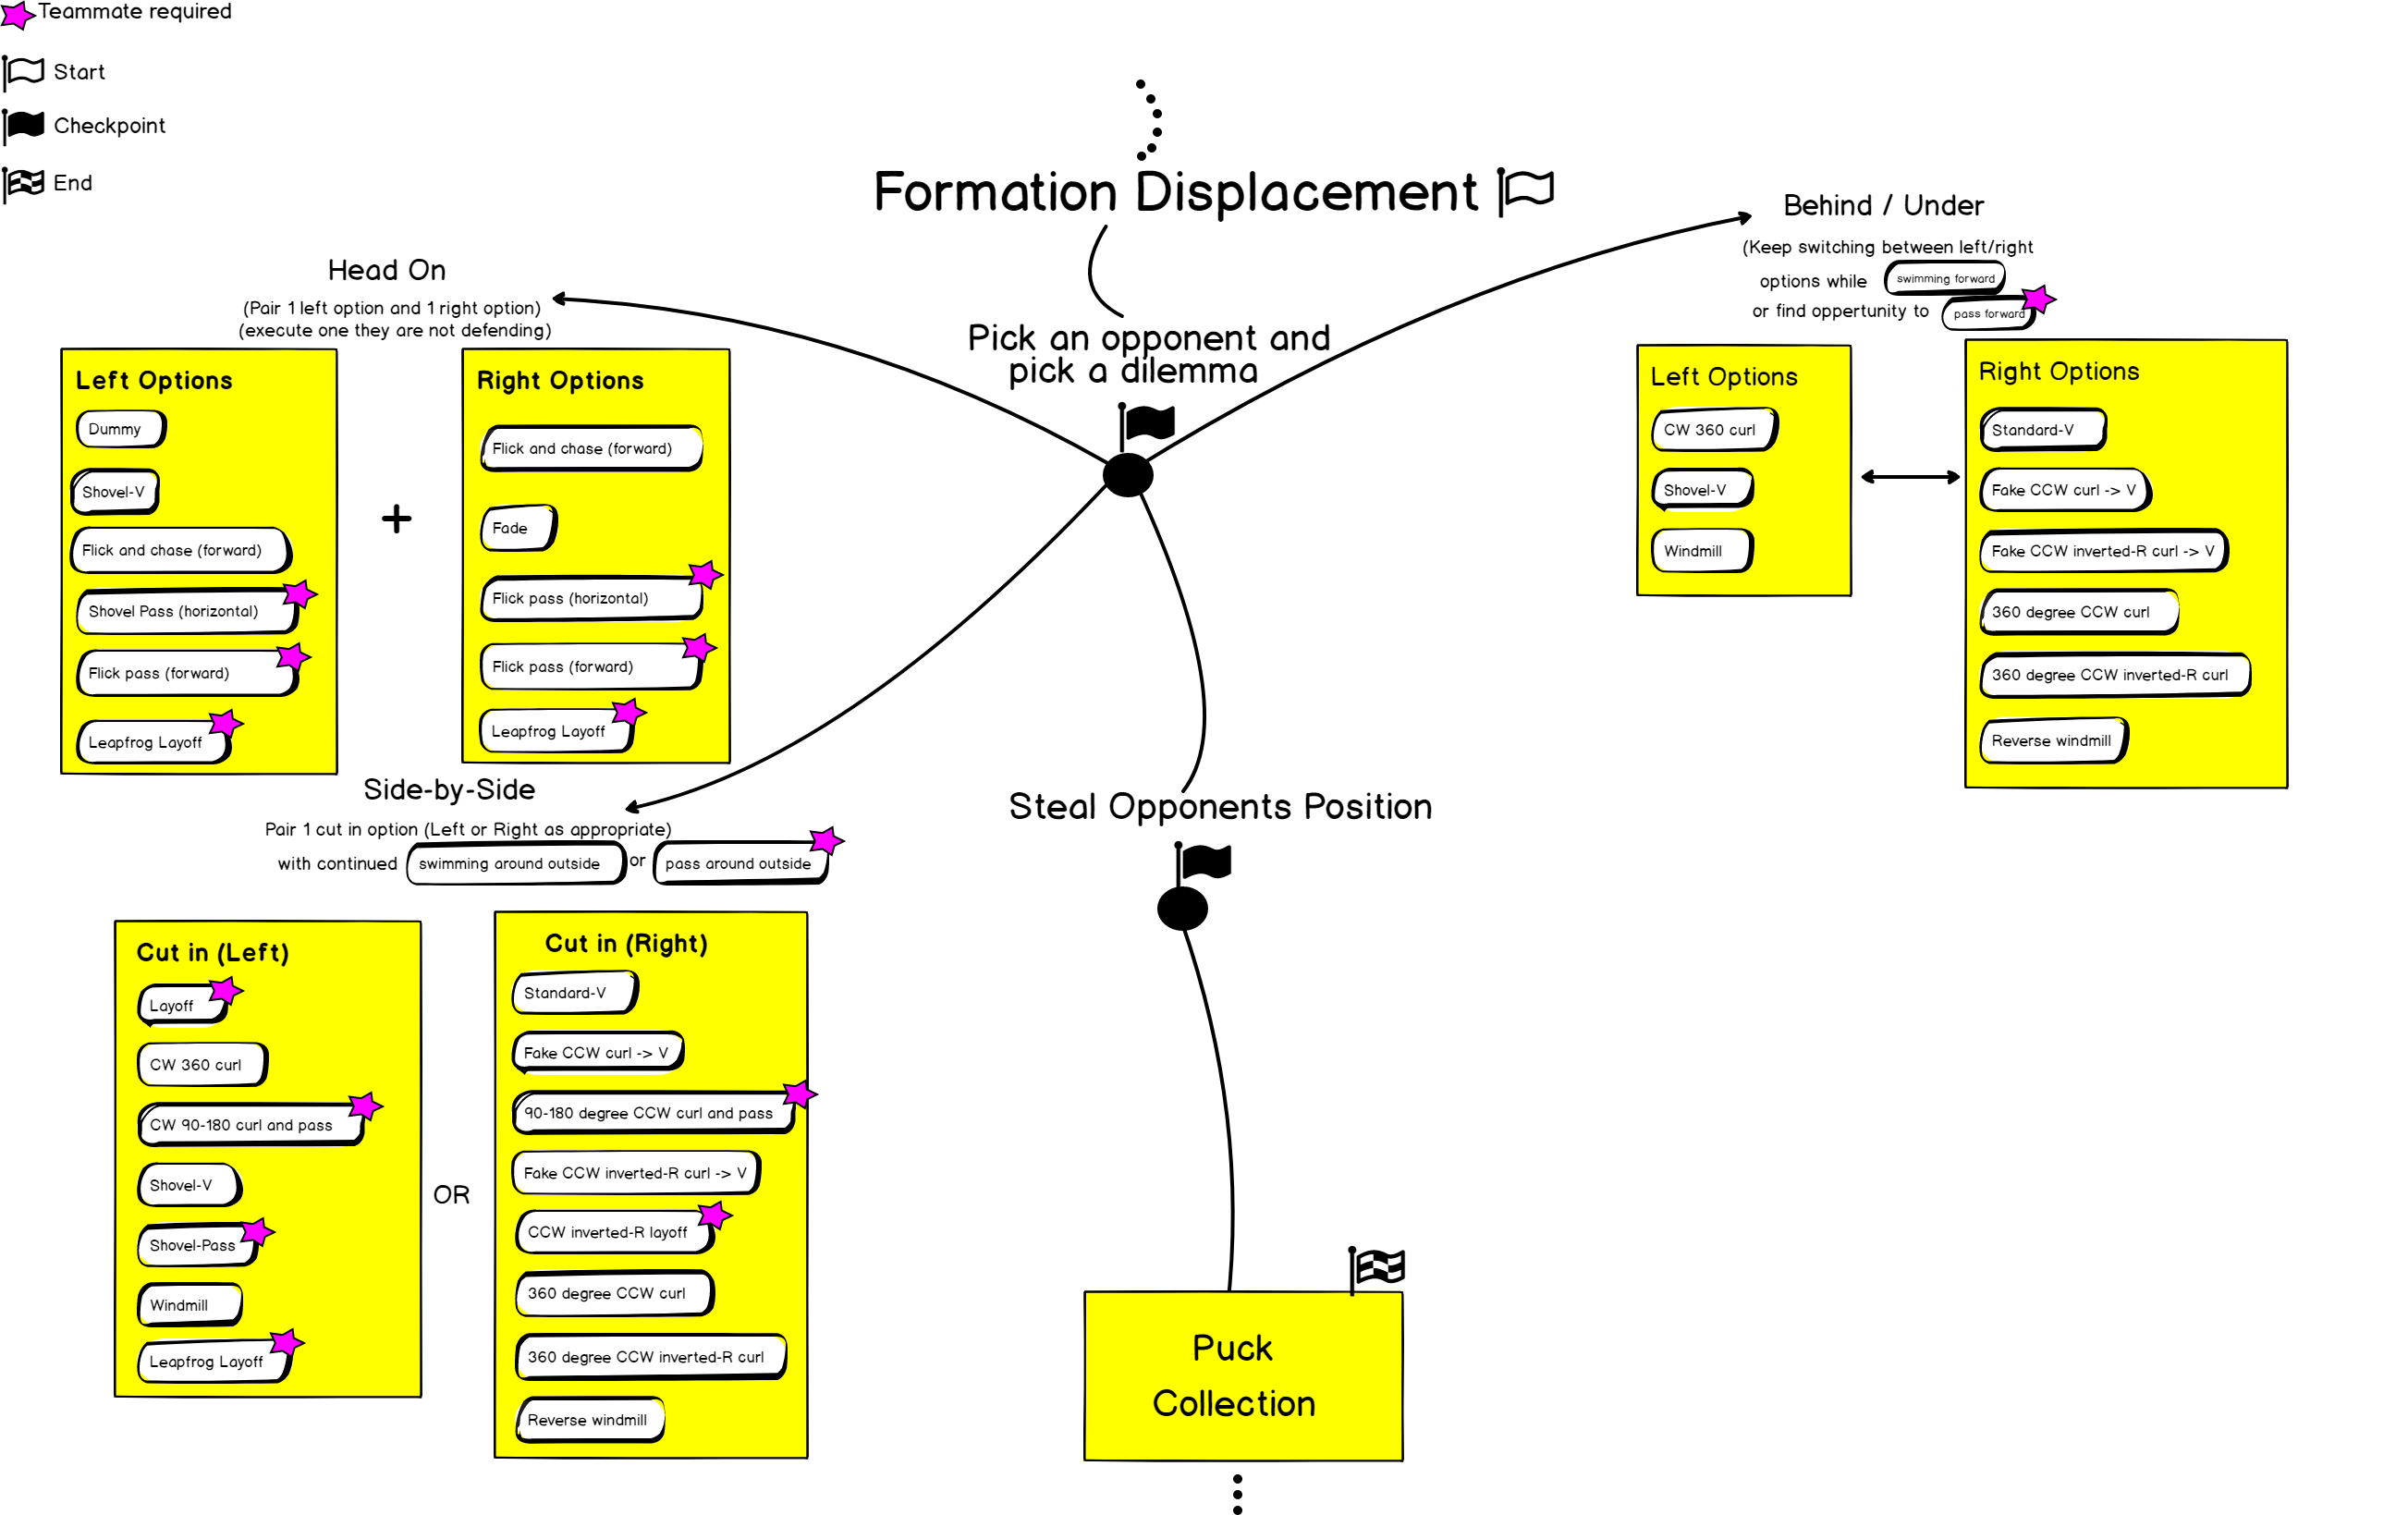 Teammate required
Start
Checkpoint
End
Formation Displacement
Pick an opponent and
pick a dilemma
Head On
(Pair 1 left option and 1 right option)
(execute one they are not defending)
Left Options
Dummy
Shovel-V
Flick and chase (forward)
Shovel Pass (horizontal)
Flick pass (forward)
Leapfrog Layoff
+
Right Options
Flick and chase (forward)
Fade
Flick pass (horizontal)
Flick pass (forward)
Leapfrog Layoff
Behind / Under
(Keep switching between left/right
options while swimming forward
or find oppertunity to pass forward
Left Options
CW 360 curl
Shovel-V
Windmill
Right Options
Standard-V
Fake CCW curl -> V
Fake CCW inverted-R curl -> V
360 degree CCW curl
360 degree CCW inverted-R curl
Reverse windmill
Side-by-Side
Pair 1 cut in option (Left or Right as appropriate)
with continued swimming around outside or pass around outside
Cut in (Left)
Layoff
CW 360 curl
CW 90-180 curl and pass
Shovel-V
Shovel-Pass
Windmill
Leapfrog Layoff
OR
Cut in (Right)
Standard-V
Fake CCW curl -> V
90-180 degree CCW curl and pass
Fake CCW inverted-R curl -> V
CCW inverted-R layoff
360 degree CCW curl
360 degree CCW inverted-R curl
Reverse windmill
Steal Opponents Position
Puck
Collection